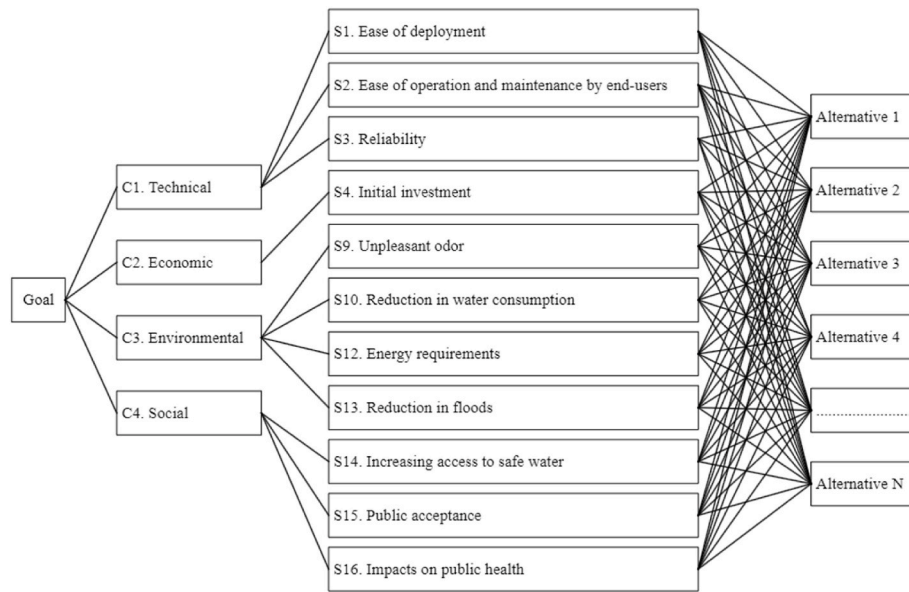 Goal
C1. Technical
C2. Economic
C3. Environmental
C4. Social
S1. Ease of deployment
S2. Ease of operation and maintenance by end-users
S3. Reliability
S4. Initial investment
S9. Unpleasant odor
S10. Reduction in water consumption
S12. Energy requirements
S13. Reduction in floods
S14. Increasing access to safe water
S15. Public acceptance
S16. Impacts on public health
Alternative 1
Alternative 2
Alternative 3
Alternative 4
........................
Alternative N